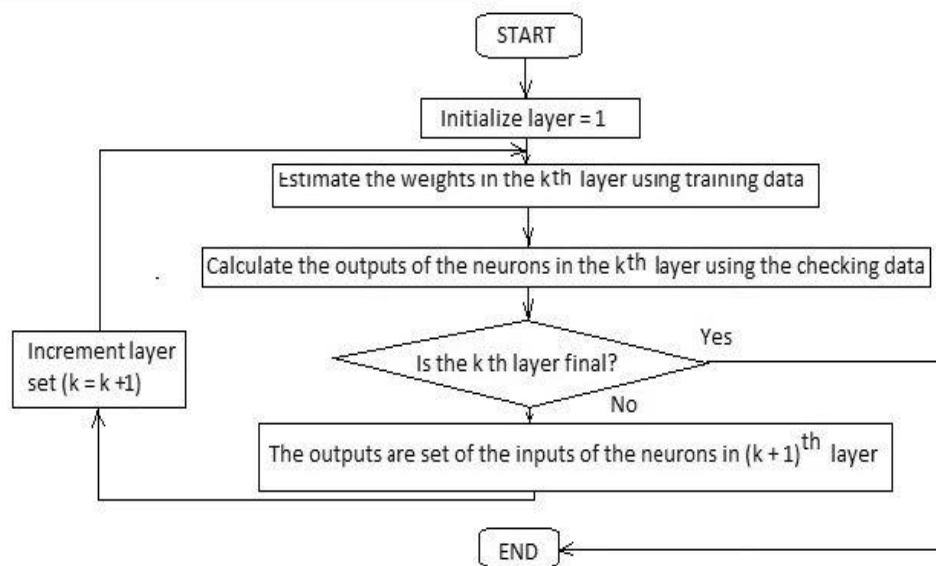 START
Initialize layer = 1
Estimate the weights in the kth layer using training data
Calculate the outputs of the neurons in the kth layer using the checking data
Is the k th layer final?
Yes
No
Increment layer
set (k = k +1)
The outputs are set of the inputs of the neurons in (k + 1)th layer
END